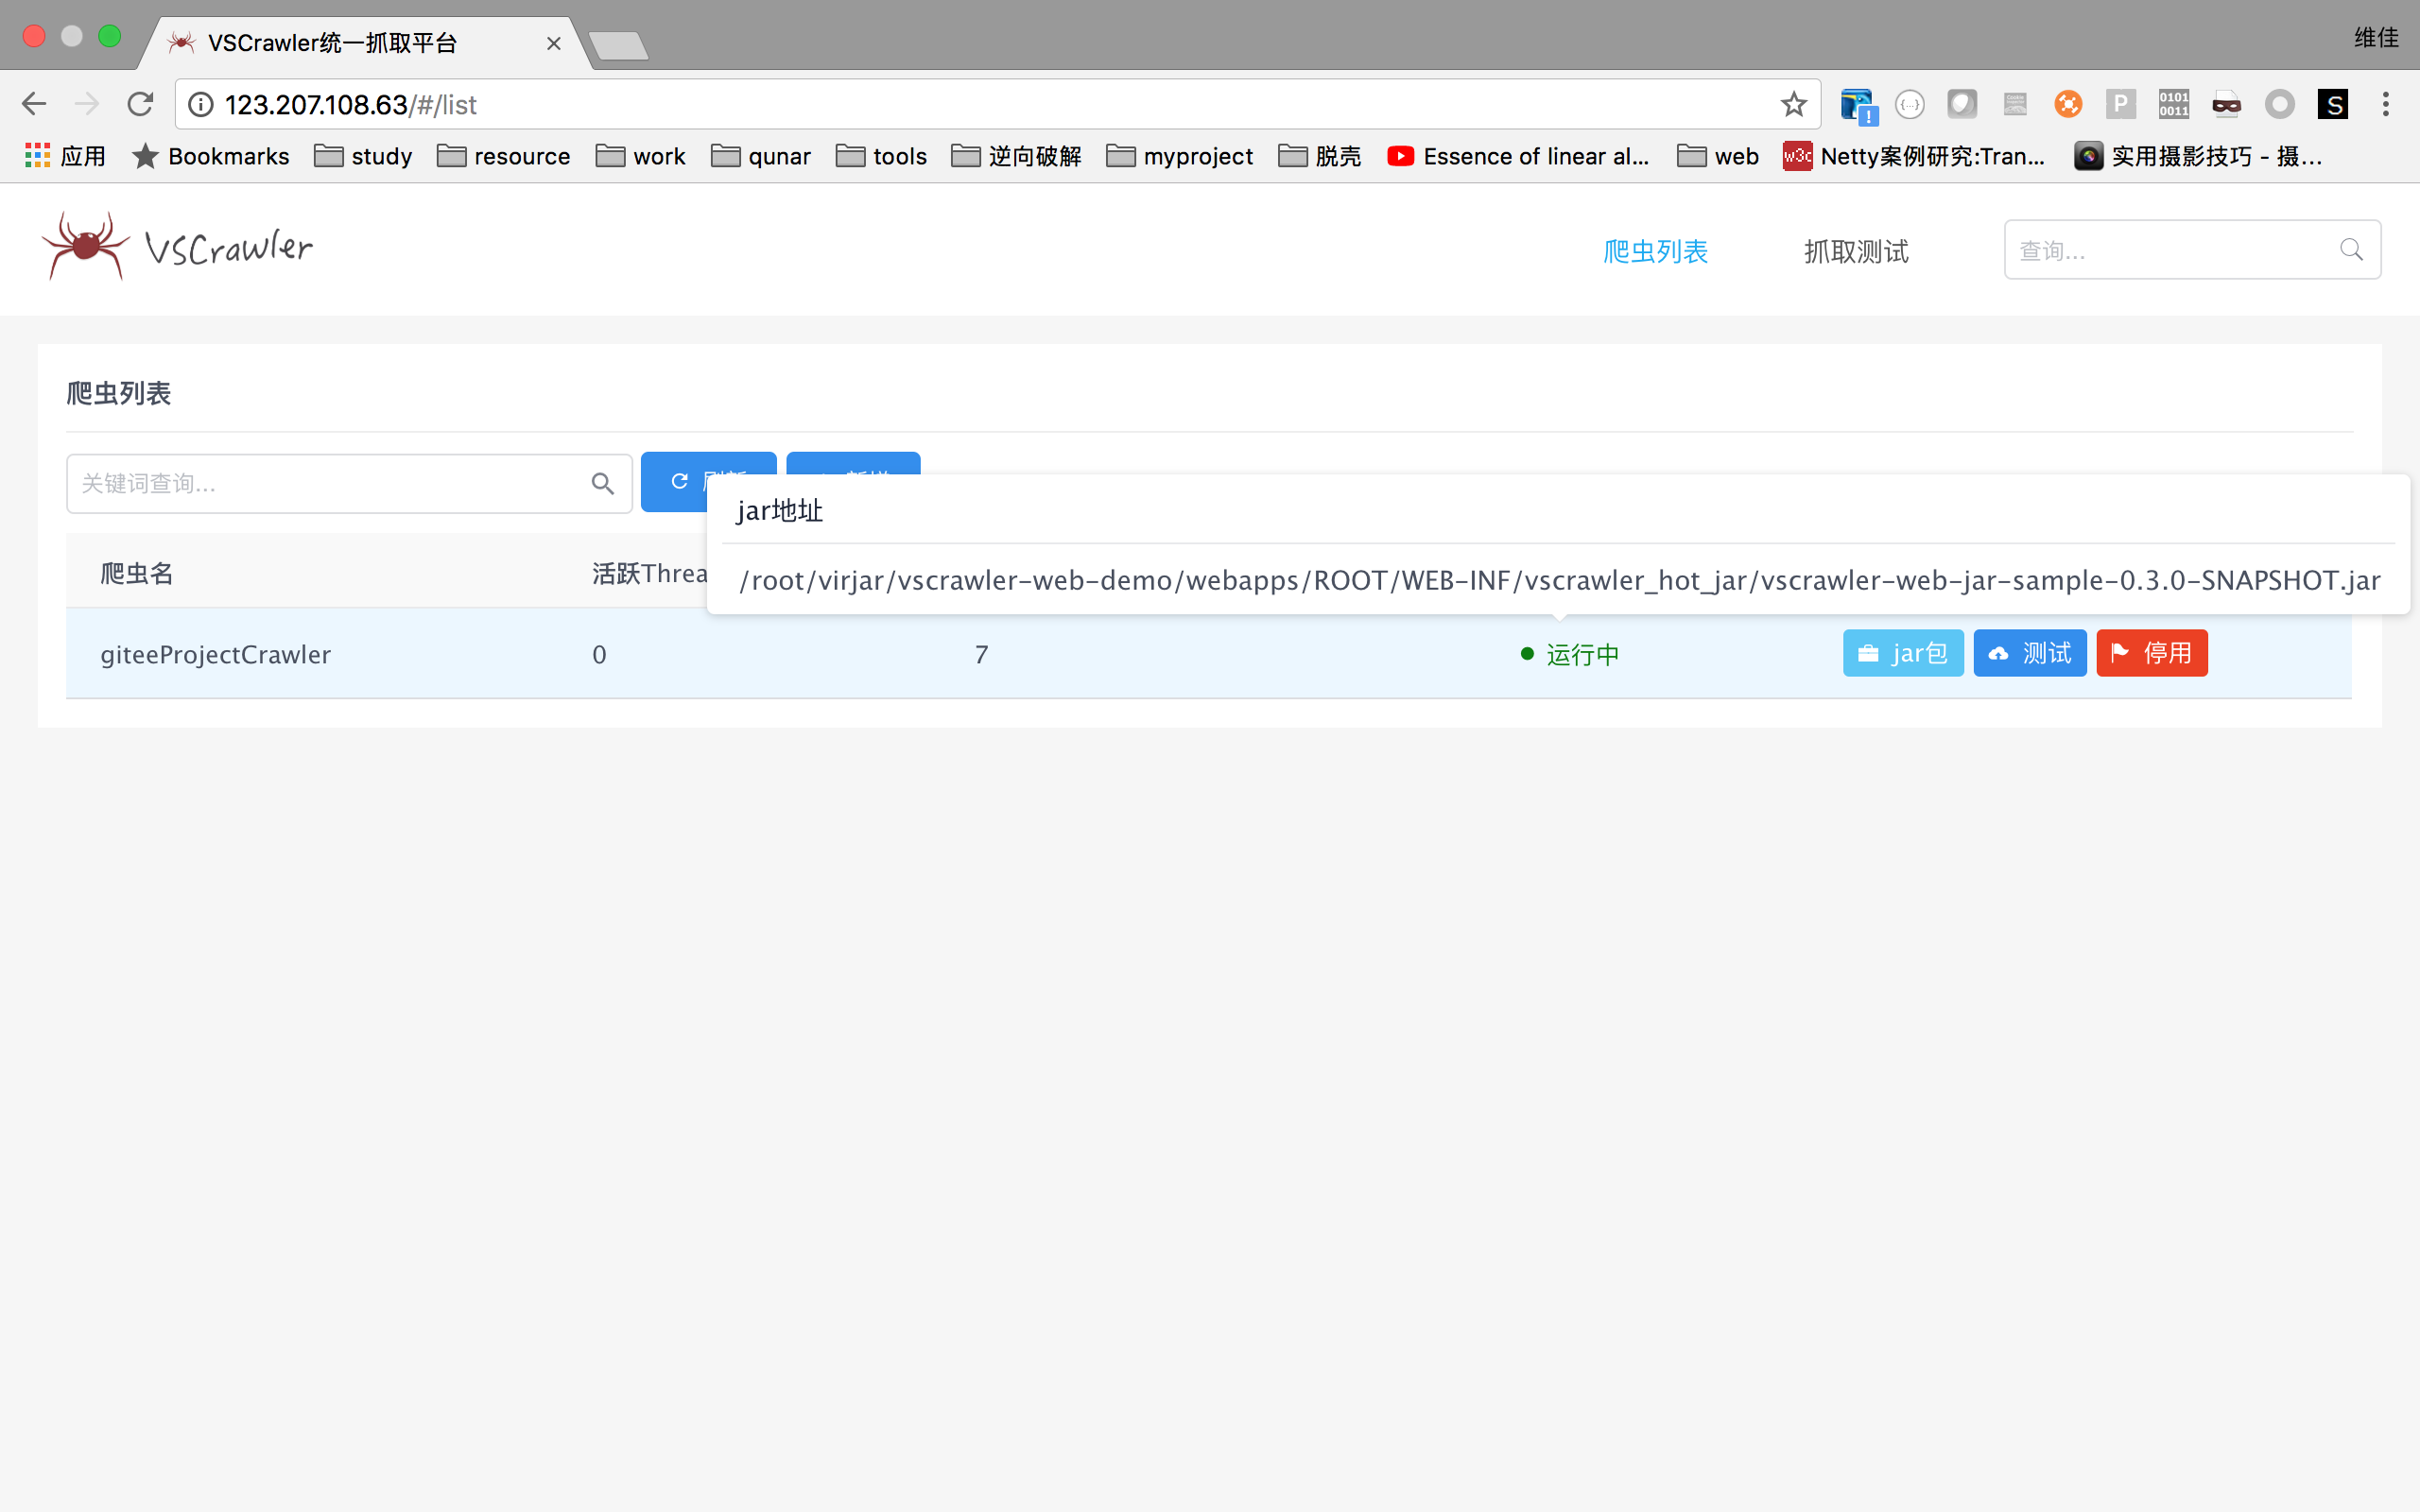 VSCrawler统一抓取平台
维佳
123.207.108.63/#/list
应用 Bookmarks study resource work qunar tools 逆向破解 myproject 脱壳 Essence of linear al... web Netty案例研究:Tran... 实用摄影技巧 - 摄...
VSCrawler 爬虫列表 抓取测试 查询...
爬虫列表
关键词查询...
jar地址
爬虫名 活跃Threa
/root/virjar/vscrawler-web-demo/webapps/ROOT/WEB-INF/vscrawler_hot_jar/vscrawler-web-jar-sample-0.3.0-SNAPSHOT.jar
giteeProjectCrawler 0 7 运行中 jar包 测试 停用